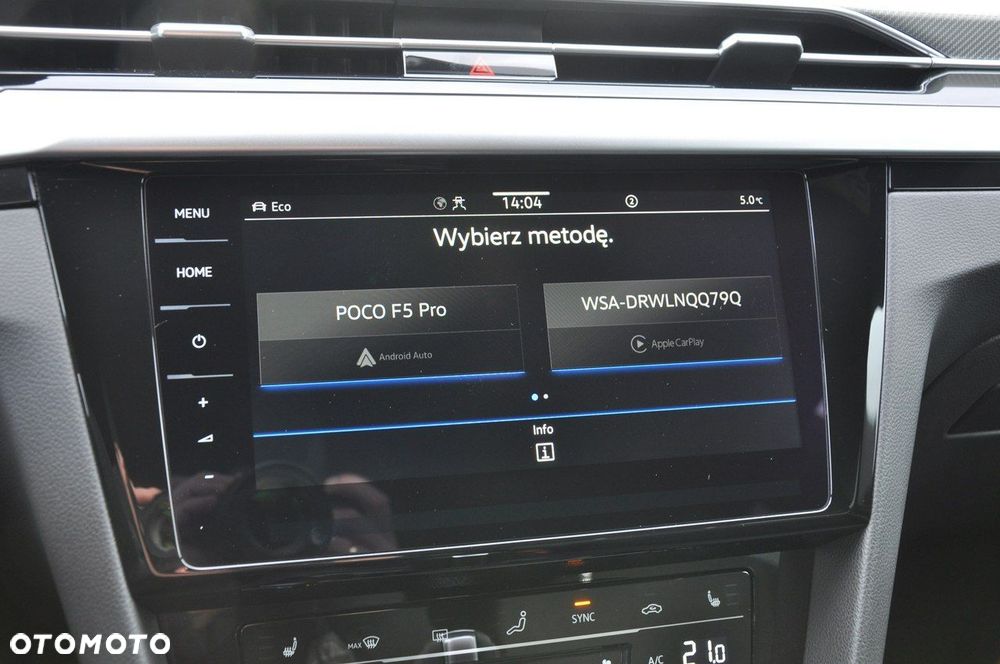 MENU
HOME
Eco
14:04
2
5.0°C
Wybierz metodę.
POCO F5 Pro
Android Auto
WSA-DRWLNQQ79Q
Apple CarPlay
Info
i
+
-
MAX
SYNC
A/C
21.0
OTOMOTO